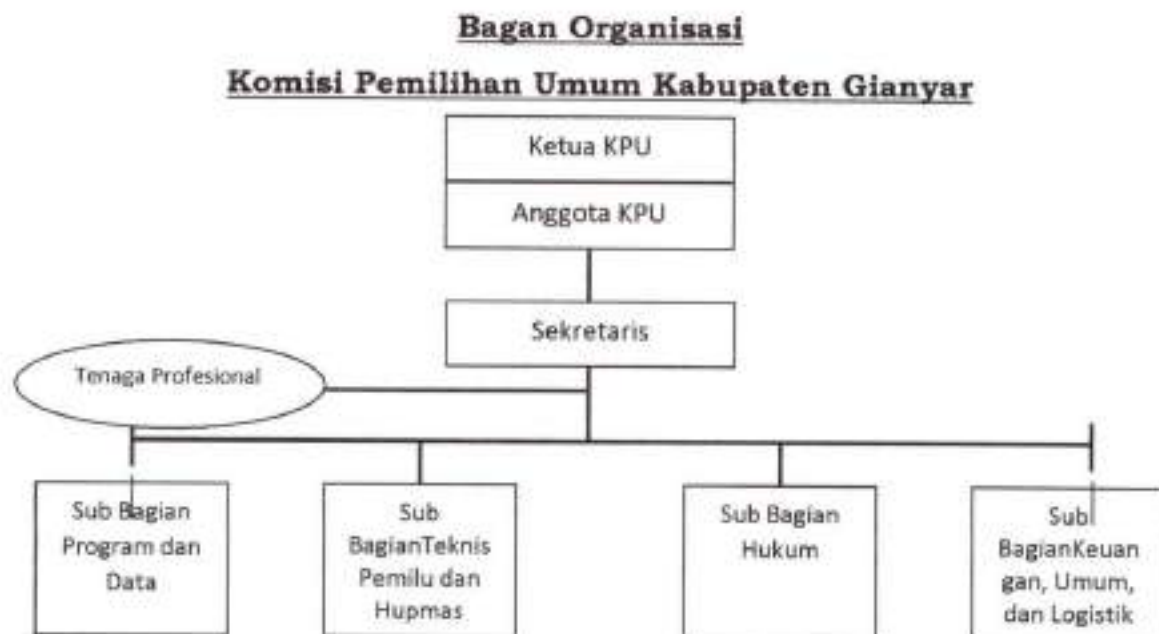 Bagan Organisasi
Komisi Pemilihan Umum Kabupaten Gianyar
Ketua KPU
Anggota KPU
Sekretaris
Tenaga Profesional
Sub Bagian
Program dan
Data
Sub
BagianTeknis
Pemilu dan
Hupmas
Sub Bagian
Hukum
Sub
BagianKeuan
gan, Umum,
dan Logistik